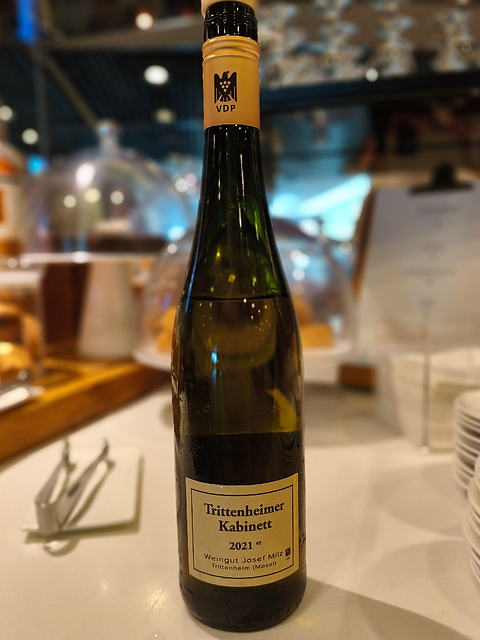 VDP
Trittenheimer
Kabinett
2021 er
Weingut Josef Milz
Trittenheim (Mosel)